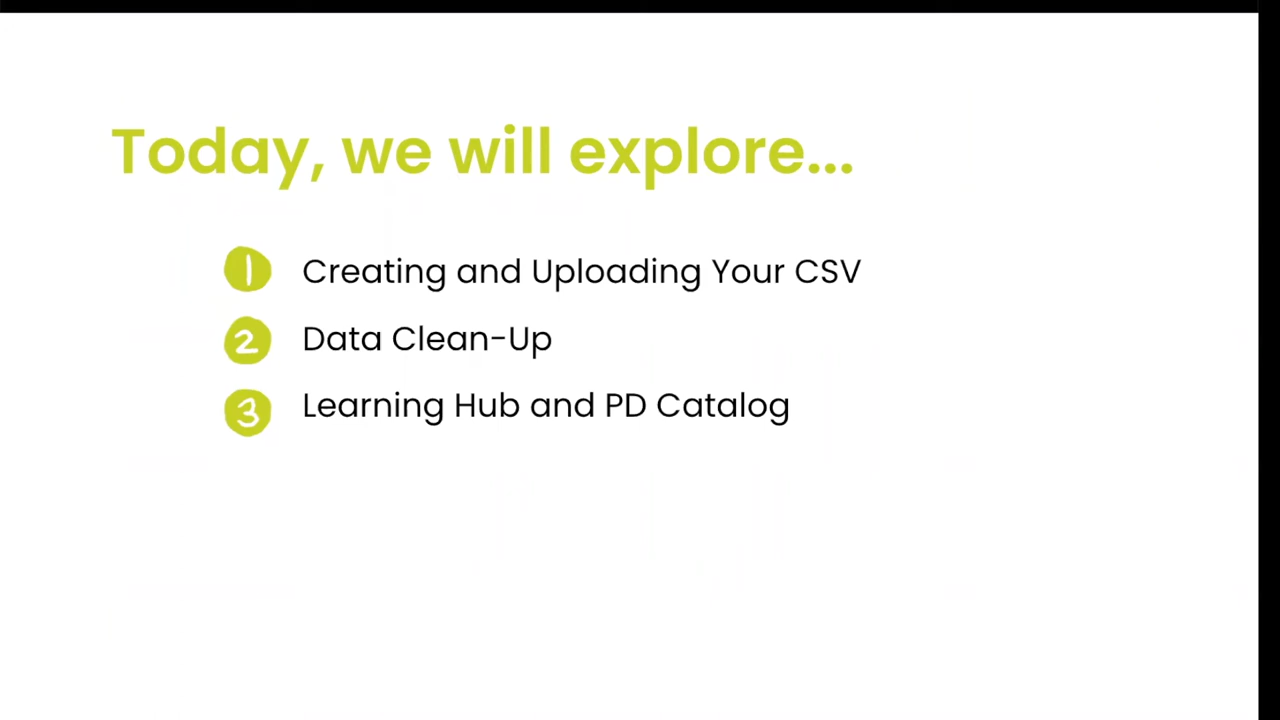 Today, we will explore...
1 Creating and Uploading Your CSV
2 Data Clean-Up
3 Learning Hub and PD Catalog